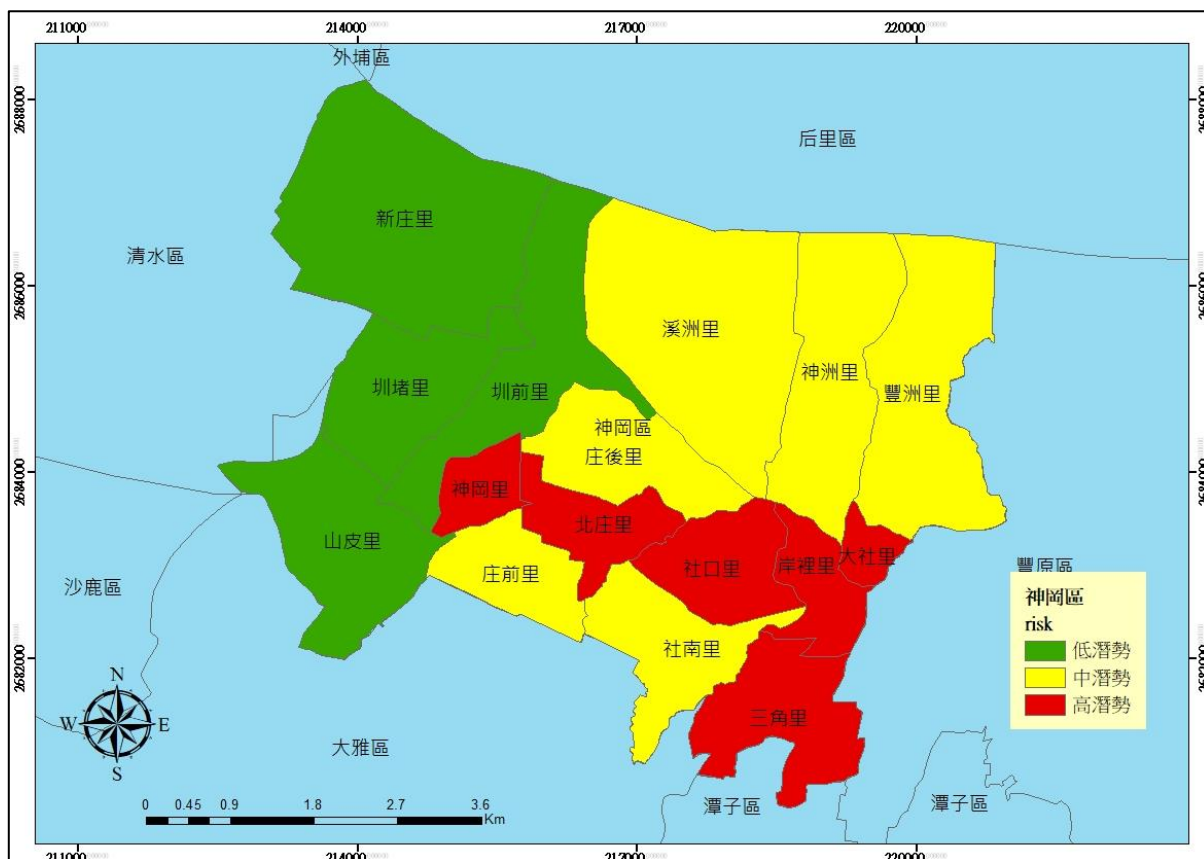 211000
214000
217000
220000
外埔區
2688000
2688000
后里區
新庄里
清水區
2686000
2686000
溪洲里
神洲里
豐洲里
圳堵里
圳前里
神岡區
庄後里
2684000
2684000
神岡里
北庄里
山皮里
社口里
岸裡里
大社里
庄前里
豐原區
沙鹿區
社南里
神岡區
risk
低潛勢
中潛勢
高潛勢
2682000
2682000
N
W
E
S
三角里
大雅區
潭子區
潭子區
0
0.45
0.9
1.8
2.7
3.6
Km
211000
214000
217000
220000